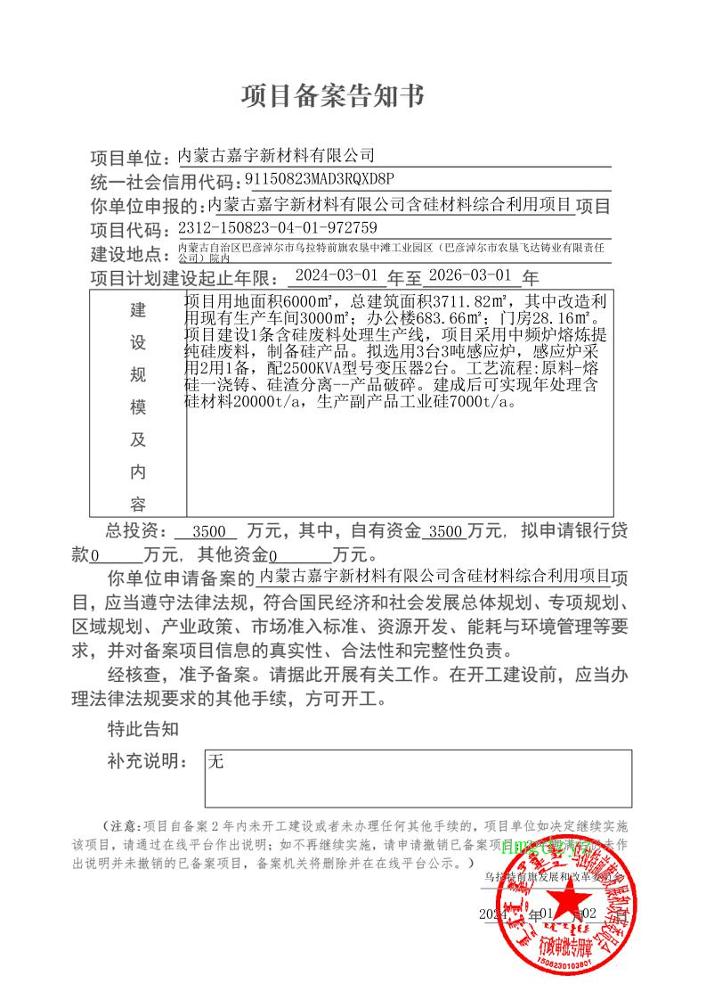 项目备案告知书
项目单位：内蒙古嘉宇新材料有限公司
统一社会信用代码：91150823MAD3RQXD8P
你单位申报的：内蒙古嘉宇新材料有限公司含硅材料综合利用项目 项目
项目代码：2312-150823-04-01-972759
建设地点：内蒙古自治区巴彦淖尔市乌拉特前旗农垦中滩工业园区（巴彦淖尔市农垦飞达铸业有限责任
公司）院内
项目计划建设起止年限： 2024-03-01 年至 2026-03-01 年
建设规模及内容
项目用地面积6000㎡，总建筑面积3711.82㎡，其中改造利
用现有生产车间3000㎡；办公楼683.66㎡；门房28.16㎡。
项目建设1条含硅废料处理生产线，项目采用中频炉熔炼提
纯硅废料，制备硅产品。拟选用3台3吨感应炉，感应炉采
用2用1备，配2500KVA型号变压器2台。工艺流程:原料-熔
硅一浇铸、硅渣分离--产品破碎。建成后可实现年处理含
硅材料20000t/a，生产副产品工业硅7000t/a。
总投资： 3500 万元，其中，自有资金 3500 万元，拟申请银行贷
款0 万元，其他资金0 万元。
你单位申请备案的 内蒙古嘉宇新材料有限公司含硅材料综合利用项目项
目，应当遵守法律法规，符合国民经济和社会发展总体规划、专项规划、
区域规划、产业政策、市场准入标准、资源开发、能耗与环境管理等要
求，并对备案项目信息的真实性、合法性和完整性负责。
经核查，准予备案。请据此开展有关工作。在开工建设前，应当办
理法律法规要求的其他手续，方可开工。
特此告知
补充说明： 无
（注意:项目自备案2年内未开工建设或者未办理任何其他手续的，项目单位如决定继续实施
该项目，请通过在线平台作出说明；如不再继续实施，请申请撤销已备案项目 未作
出说明并未撤销的已备案项目，备案机关将删除并在在线平台公示。）
乌拉特前旗发展和改革委员会
2024 年01 月02 日
行政审批专用章
1508230103801